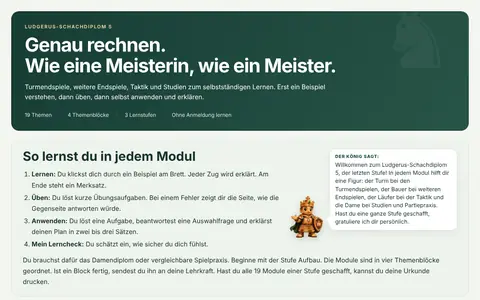 LUDGERUS-SCHACHDIPLOM 5
Genau rechnen.
Wie eine Meisterin, wie ein Meister.
Turmendspiele, weitere Endspiele, Taktik und Studien zum selbstständigen Lernen. Erst ein Beispiel
verstehen, dann üben, dann selbst anwenden und erklären.
19 Themen 4 Themenblöcke 3 Lernstufen Ohne Anmeldung lernen
So lernst du in jedem Modul
1. Lernen: Du klickst dich durch ein Beispiel am Brett. Jeder Zug wird erklärt. Am
Ende steht ein Merksatz.
2. Üben: Du löst kurze Übungsaufgaben. Bei einem Fehler zeigt dir die Seite, wie die
Gegenseite antworten würde.
3. Anwenden: Du löst eine Aufgabe, beantwortest eine Auswahlfrage und erklärst
deinen Plan in zwei bis drei Sätzen.
4. Mein Lerncheck: Du schätzt ein, wie sicher du dich fühlst.
DER KÖNIG SAGT:
Willkommen zum Ludgerus-Schachdiplom
5, der letzten Stufe! In jedem Modul hilft dir
eine Figur: der Turm bei den
Turmendspielen, der Bauer bei weiteren
Endspielen, der Läufer bei der Taktik und
die Dame bei Studien und Partiepraxis.
Hast du eine ganze Stufe geschafft,
gratuliere ich dir persönlich.
Du brauchst dafür das Damendiplom oder vergleichbare Spielpraxis. Beginne mit der Stufe Aufbau. Die Module sind in vier Themenblöcke
geordnet. Ist ein Block fertig, sendest du ihn an deine Lehrkraft. Hast du alle 19 Module einer Stufe geschafft, kannst du deine Urkunde
drucken.